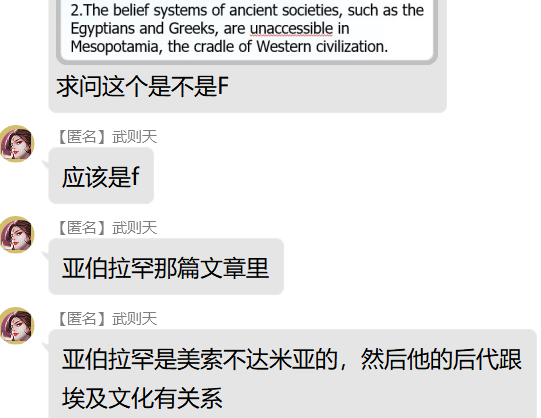 2.The belief systems of ancient societies, such as the
Egyptians and Greeks, are unaccessible in
Mesopotamia, the cradle of Western civilization.
求问这个是不是F
【匿名】武则天
应该是f
【匿名】武则天
亚伯拉罕那篇文章里
【匿名】武则天
亚伯拉罕是美索不达米亚的，然后他的后代跟
埃及文化有关系